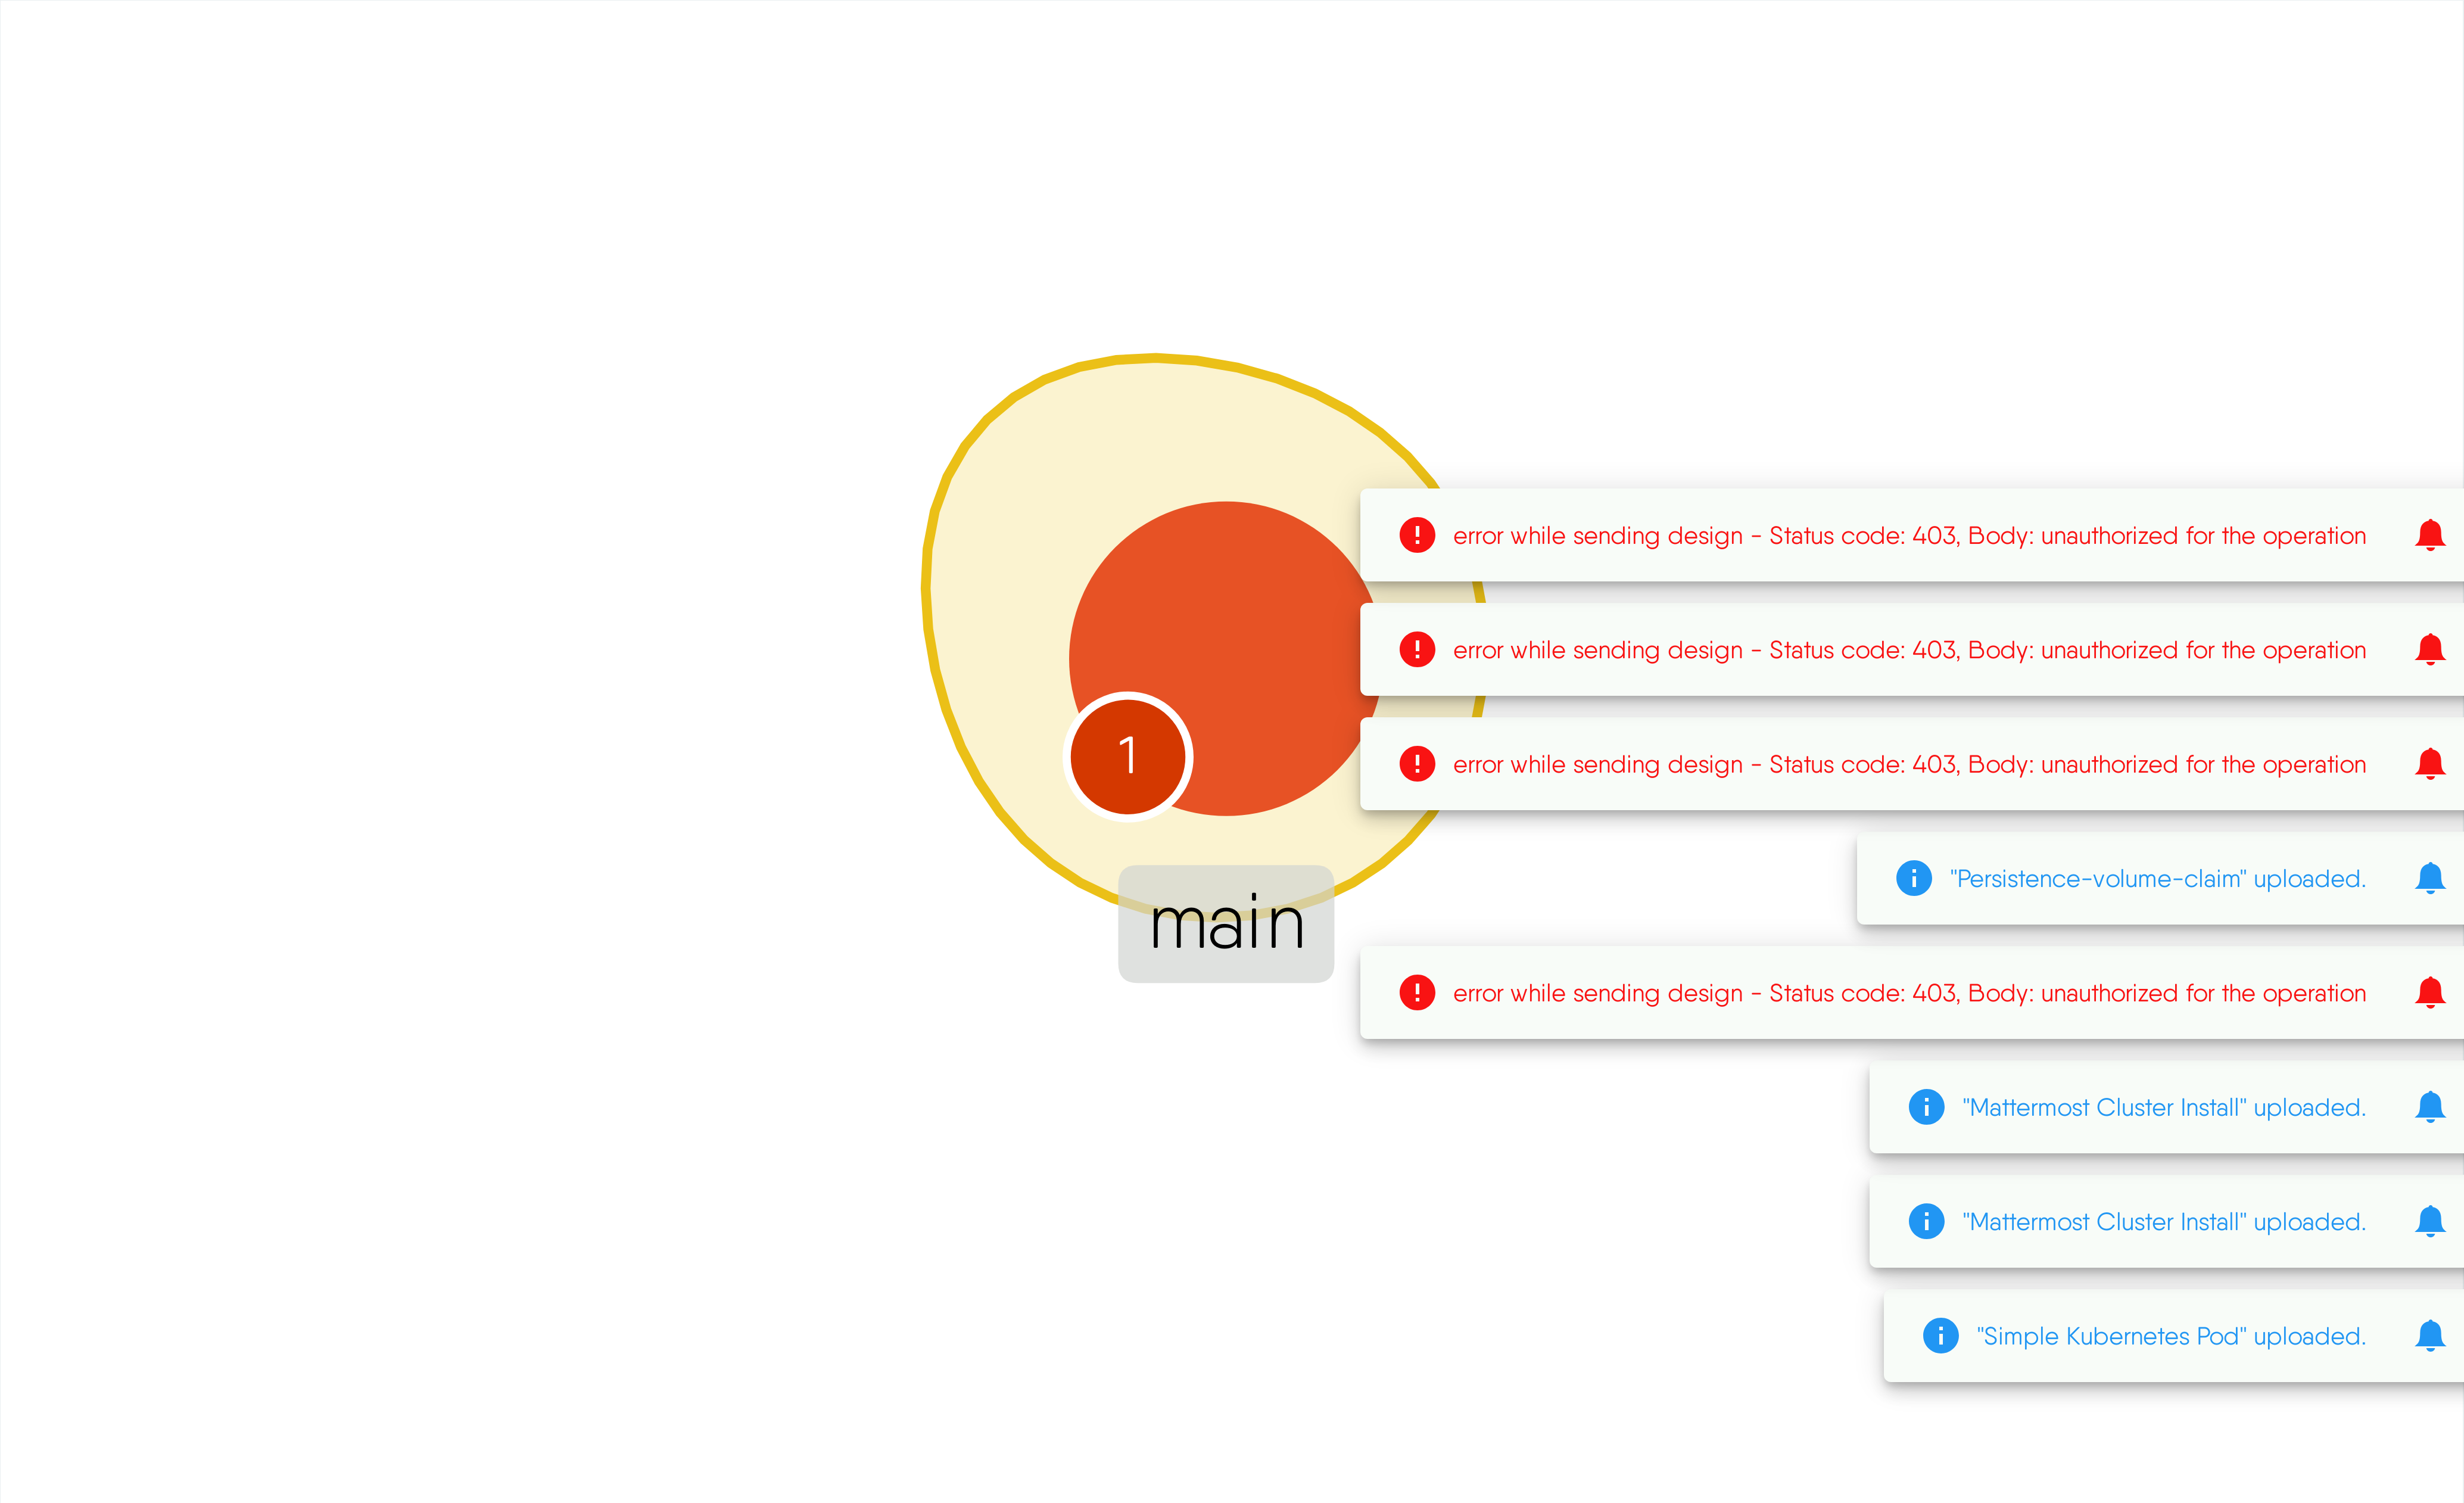 error while sending design - Status code: 403, Body: unauthorized for the operation
error while sending design - Status code: 403, Body: unauthorized for the operation
1
error while sending design - Status code: 403, Body: unauthorized for the operation
"Persistence-volume-claim" uploaded.
main
error while sending design - Status code: 403, Body: unauthorized for the operation
"Mattermost Cluster Install" uploaded.
"Mattermost Cluster Install" uploaded.
"Simple Kubernetes Pod" uploaded.